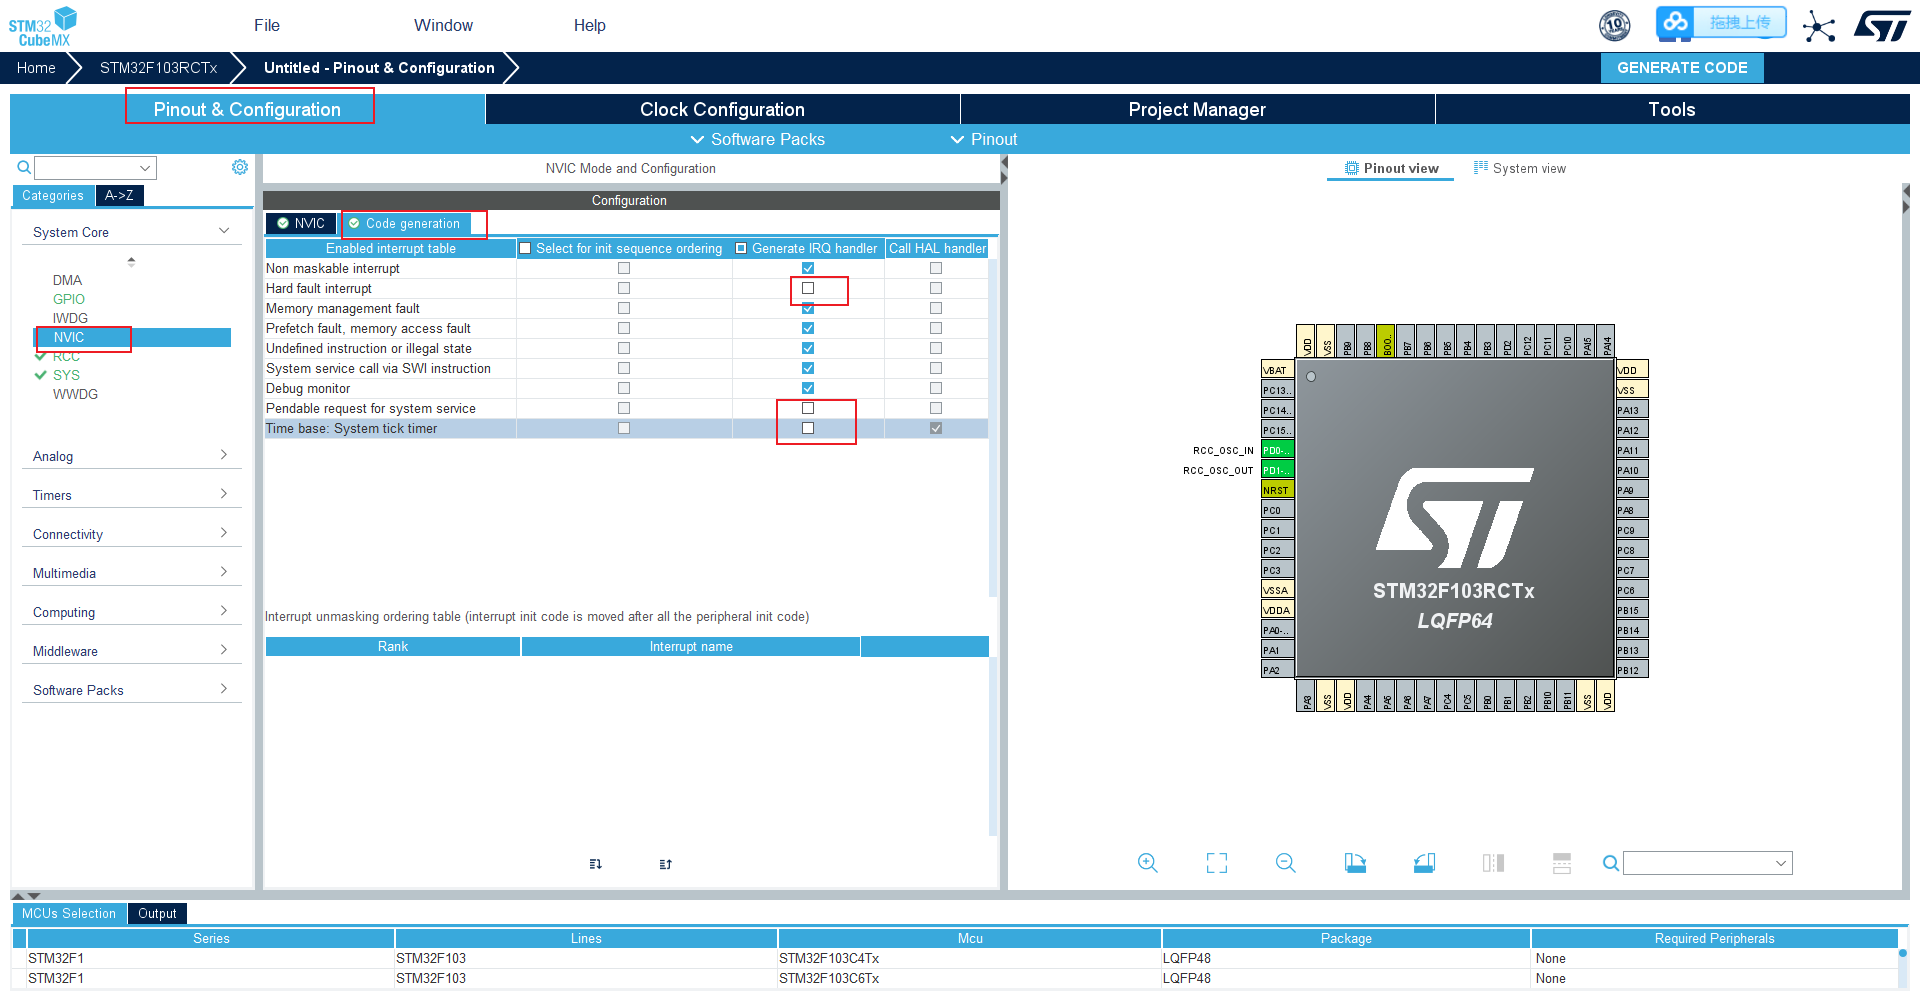 STM32
CubeMX
File
Window
Help
10
拖拽上传
Home
STM32F103RCTx
Untitled - Pinout & Configuration
GENERATE CODE
Pinout & Configuration
Clock Configuration
Project Manager
Tools
Software Packs
Pinout
Categories
A->Z
System Core
DMA
GPIO
IWDG
NVIC
RCC
SYS
WWDG
Analog
Timers
Connectivity
Multimedia
Computing
Middleware
Software Packs
NVIC Mode and Configuration
Configuration
NVIC
Code generation
Enabled interrupt table
Select for init sequence ordering
Generate IRQ handler
Call HAL handler
Non maskable interrupt
Hard fault interrupt
Memory management fault
Prefetch fault, memory access fault
Undefined instruction or illegal state
System service call via SWI instruction
Debug monitor
Pendable request for system service
Time base: System tick timer
Interrupt unmasking ordering table (interrupt init code is moved after all the peripheral init code)
Rank
Interrupt name
Pinout view
System view
VDD
VSS
PB9
PB8
BOO..
PB7
PB6
PB5
PB4
PB3
PD2
PC12
PC11
PC10
PA15
PA14
VBAT
PC13..
PC14..
PC15..
RCC_OSC_IN
PD0-..
RCC_OSC_OUT
PD1-..
NRST
PC0
PC1
PC2
PC3
VSSA
VDDA
PA0-..
PA1
PA2
VDD
VSS
PA13
PA12
PA11
PA10
PA9
PA8
PC9
PC8
PC7
PC6
PB15
PB14
PB13
PB12
STM32F103RCTx
LQFP64
PA3
VSS
VDD
PA4
PA5
PA6
PA7
PC4
PC5
PB0
PB1
PB2
PB10
PB11
VSS
VDD
MCUs Selection
Output
Series
Lines
Mcu
Package
Required Peripherals
STM32F1
STM32F103
STM32F103C4Tx
LQFP48
None
STM32F1
STM32F103
STM32F103C6Tx
LQFP48
None